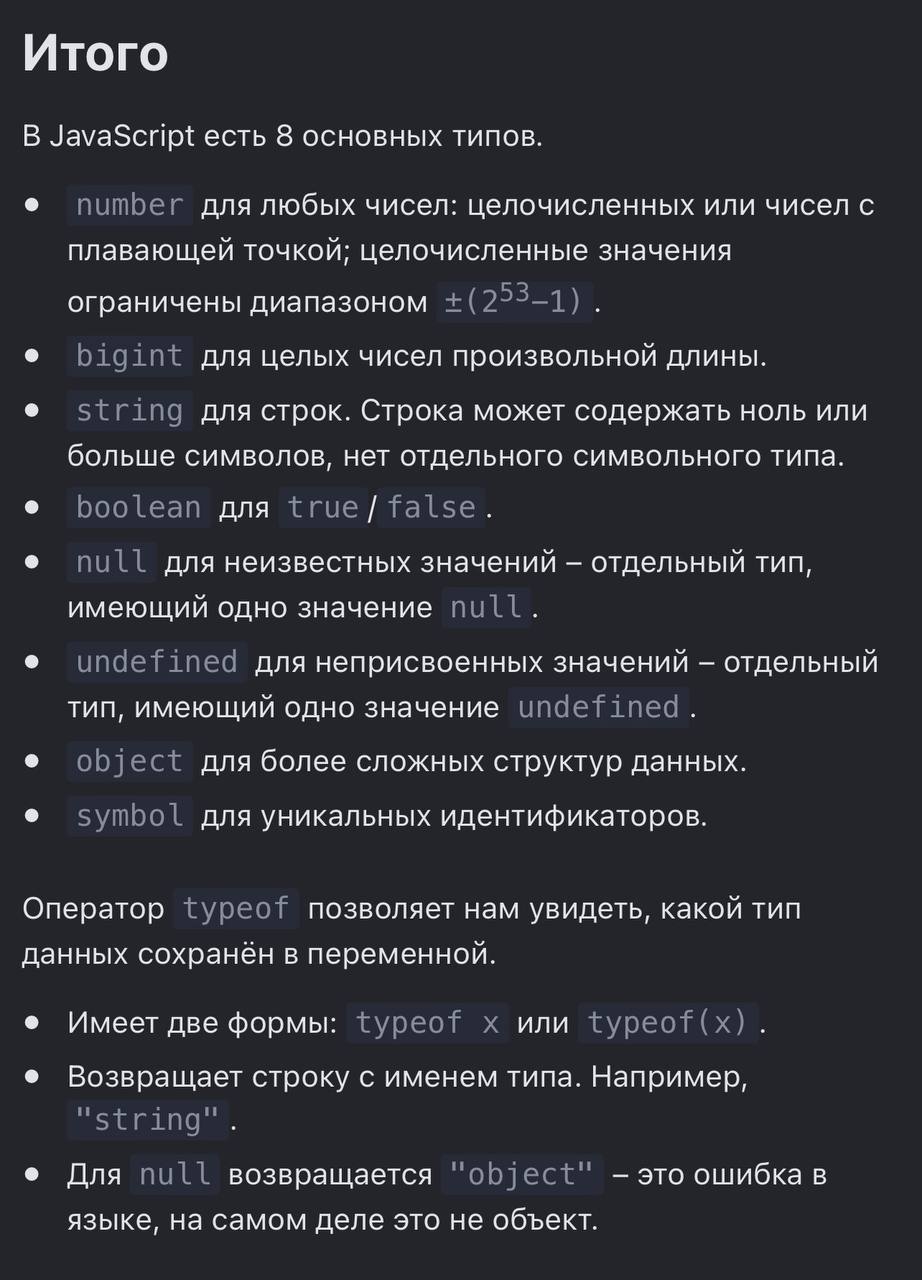 Итого
В JavaScript есть 8 основных типов.
● number для любых чисел: целочисленных или чисел с
плавающей точкой; целочисленные значения
ограничены диапазоном ±(2⁵³–1).
● bigint для целых чисел произвольной длины.
● string для строк. Строка может содержать ноль или
больше символов, нет отдельного символьного типа.
● boolean для true/false.
● null для неизвестных значений – отдельный тип,
имеющий одно значение null.
● undefined для неприсвоенных значений – отдельный
тип, имеющий одно значение undefined.
● object для более сложных структур данных.
● symbol для уникальных идентификаторов.
Оператор typeof позволяет нам увидеть, какой тип
данных сохранён в переменной.
● Имеет две формы: typeof x или typeof(x).
● Возвращает строку с именем типа. Например,
"string".
● Для null возвращается "object" – это ошибка в
языке, на самом деле это не объект.